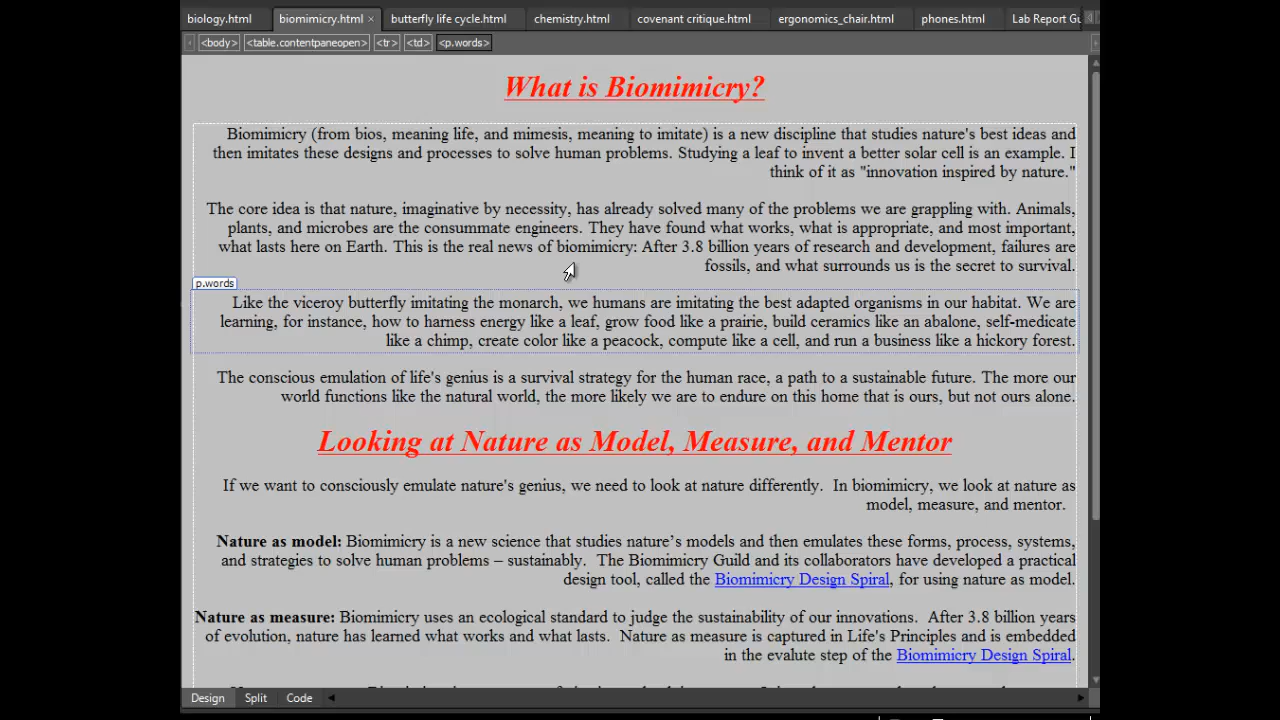 biology.html biomimicry.html × butterfly life cycle.html chemistry.html covenant critique.html ergonomics_chair.html phones.html Lab Report
<body> <table.contentpaneopen> <tr> <td> <p.words>
What is Biomimicry?
Biomimicry (from bios, meaning life, and mimesis, meaning to imitate) is a new discipline that studies nature's best ideas and
then imitates these designs and processes to solve human problems. Studying a leaf to invent a better solar cell is an example. I
think of it as "innovation inspired by nature."
The core idea is that nature, imaginative by necessity, has already solved many of the problems we are grappling with. Animals,
plants, and microbes are the consummate engineers. They have found what works, what is appropriate, and most important,
what lasts here on Earth. This is the real news of biomimicry: After 3.8 billion years of research and development, failures are
fossils, and what surrounds us is the secret to survival.
p.words
Like the viceroy butterfly imitating the monarch, we humans are imitating the best adapted organisms in our habitat. We are
learning, for instance, how to harness energy like a leaf, grow food like a prairie, build ceramics like an abalone, self-medicate
like a chimp, create color like a peacock, compute like a cell, and run a business like a hickory forest.
The conscious emulation of life's genius is a survival strategy for the human race, a path to a sustainable future. The more our
world functions like the natural world, the more likely we are to endure on this home that is ours, but not ours alone.
Looking at Nature as Model, Measure, and Mentor
If we want to consciously emulate nature's genius, we need to look at nature differently.  In biomimicry, we look at nature as
model, measure, and mentor.
Nature as model: Biomimicry is a new science that studies nature’s models and then emulates these forms, process, systems,
and strategies to solve human problems – sustainably.  The Biomimicry Guild and its collaborators have developed a practical
design tool, called the Biomimicry Design Spiral, for using nature as model.
Nature as measure: Biomimicry uses an ecological standard to judge the sustainability of our innovations.  After 3.8 billion years
of evolution, nature has learned what works and what lasts.  Nature as measure is captured in Life's Principles and is embedded
in the evalute step of the Biomimicry Design Spiral.
Design Split Code